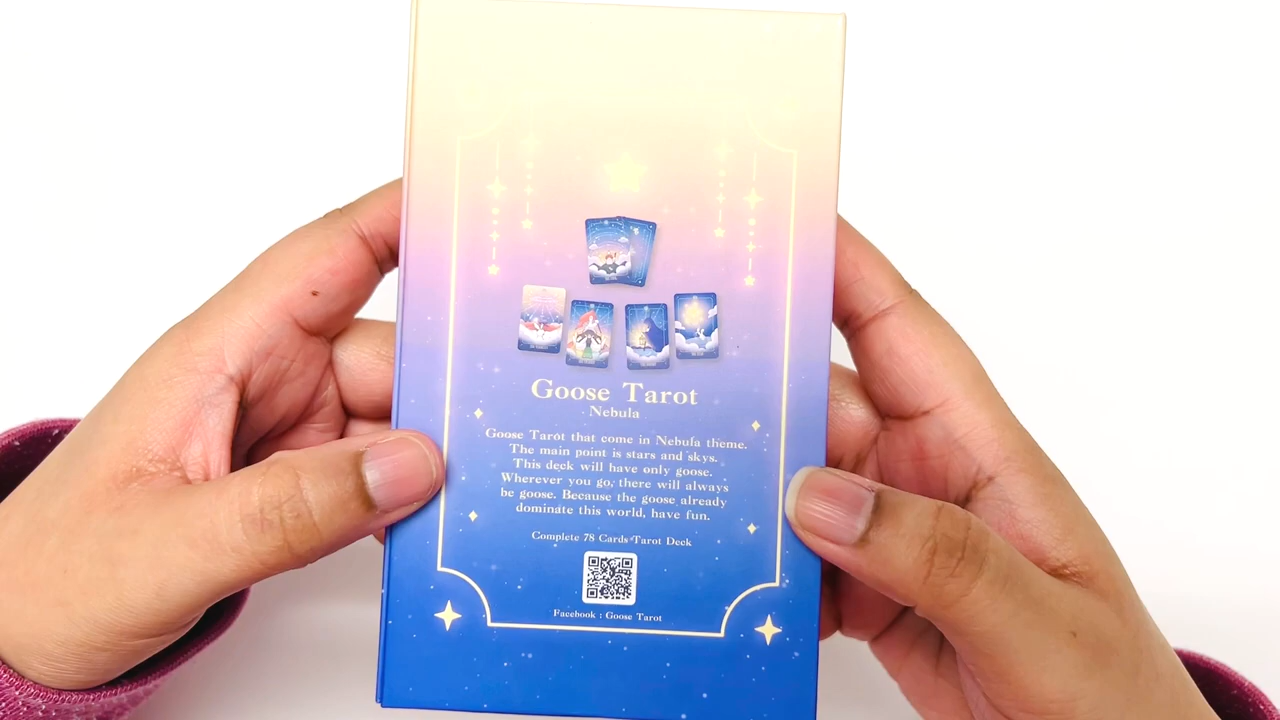 Goose Tarot
Nebula
Goose Tarot that come in Nebula theme.
The main point is stars and skys.
This deck will have only goose.
Wherever you go, there will always
be goose. Because the goose already
dominate this world, have fun.
Complete 78 Cards Tarot Deck
Facebook : Goose Tarot